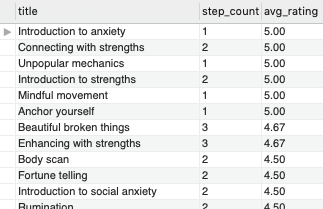 title step_count avg_rating
Introduction to anxiety 1 5.00
Connecting with strengths 2 5.00
Unpopular mechanics 1 5.00
Introduction to strengths 2 5.00
Mindful movement 1 5.00
Anchor yourself 1 5.00
Beautiful broken things 3 4.67
Enhancing with strengths 3 4.67
Body scan 2 4.50
Fortune telling 2 4.50
Introduction to social anxiety 2 4.50
Rumination 2 4.50